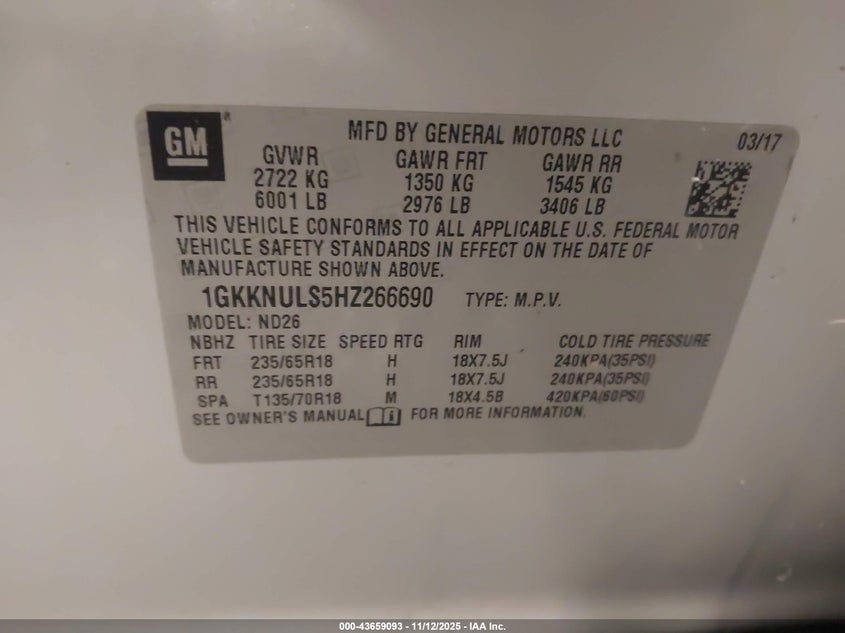 GM
MFD BY GENERAL MOTORS LLC 03/17
GVWR GAWR FRT GAWR RR
2722 KG 1350 KG 1545 KG
6001 LB 2976 LB 3406 LB
THIS VEHICLE CONFORMS TO ALL APPLICABLE U.S. FEDERAL MOTOR
VEHICLE SAFETY STANDARDS IN EFFECT ON THE DATE OF
MANUFACTURE SHOWN ABOVE.
1GKKNULS5HZ266690 TYPE: M.P.V.
MODEL: ND26
NBHZ TIRE SIZE SPEED RTG RIM COLD TIRE PRESSURE
FRT 235/65R18 H 18X7.5J 240KPA(35PSI)
RR 235/65R18 H 18X7.5J 240KPA(35PSI)
SPA T135/70R18 M 18X4.5B 420KPA(60PSI)
SEE OWNER'S MANUAL FOR MORE INFORMATION.
000-43659093 - 11/12/2025 - IAA Inc.